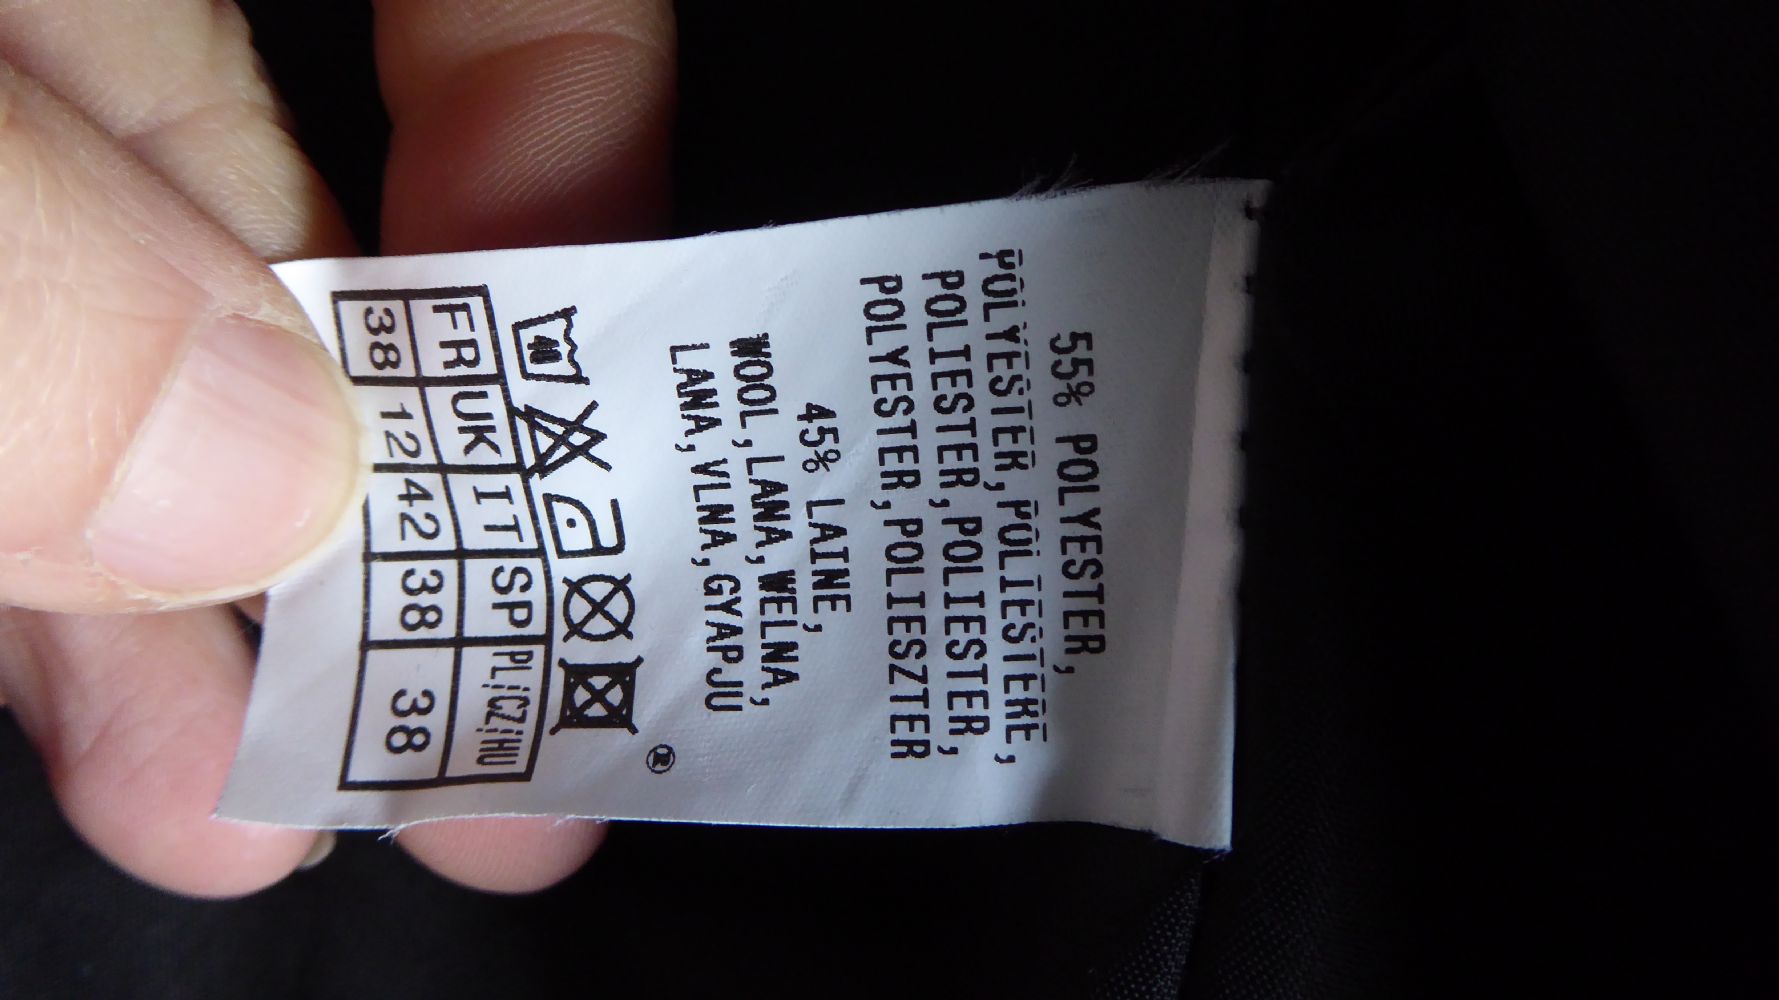 55% POLYESTER,
POLYESTER,POLIESTERE,
POLIESTER,POLIESTER,
POLYESTER,POLIESZTER
45% LAINE,
WOOL,LANA,WELNA,
LANA,VLNA,GYAPJU
®
40
FR UK IT SP PL/CZ/HU
38 12 42 38 38